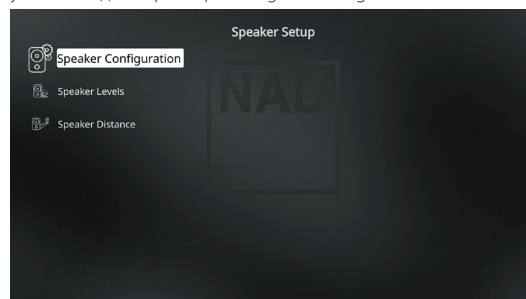 Speaker Setup
Speaker Configuration
NAD
Speaker Levels
Speaker Distance